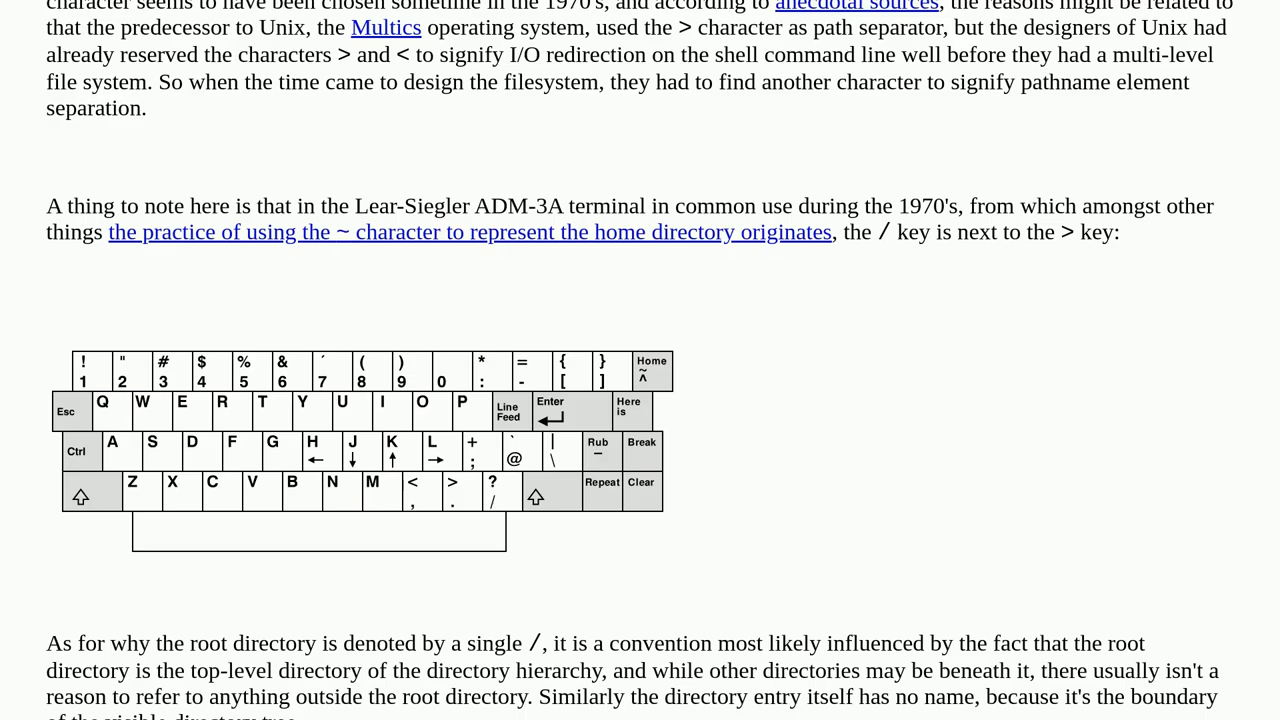 character seems to have been chosen sometime in the 1970's, and according to anecdotal sources, the reasons might be related to
that the predecessor to Unix, the Multics operating system, used the > character as path separator, but the designers of Unix had
already reserved the characters > and < to signify I/O redirection on the shell command line well before they had a multi-level
file system. So when the time came to design the filesystem, they had to find another character to signify pathname element
separation.
A thing to note here is that in the Lear-Siegler ADM-3A terminal in common use during the 1970's, from which amongst other
things the practice of using the ~ character to represent the home directory originates, the / key is next to the > key:
! " # $ % & ´ ( ) * = { } Home
~
1 2 3 4 5 6 7 8 9 0 : - [ ] ^
Esc Q W E R T Y U I O P Line Feed Enter Here is
Ctrl A S D F G H J K L + ` | Rub Break
← ↓ ↑ → ; @ \ _
Z X C V B N M < > ? Repeat Clear
⇧ , . / ⇧
As for why the root directory is denoted by a single /, it is a convention most likely influenced by the fact that the root
directory is the top-level directory of the directory hierarchy, and while other directories may be beneath it, there usually isn't a
reason to refer to anything outside the root directory. Similarly the directory entry itself has no name, because it's the boundary
of the visible directory tree.